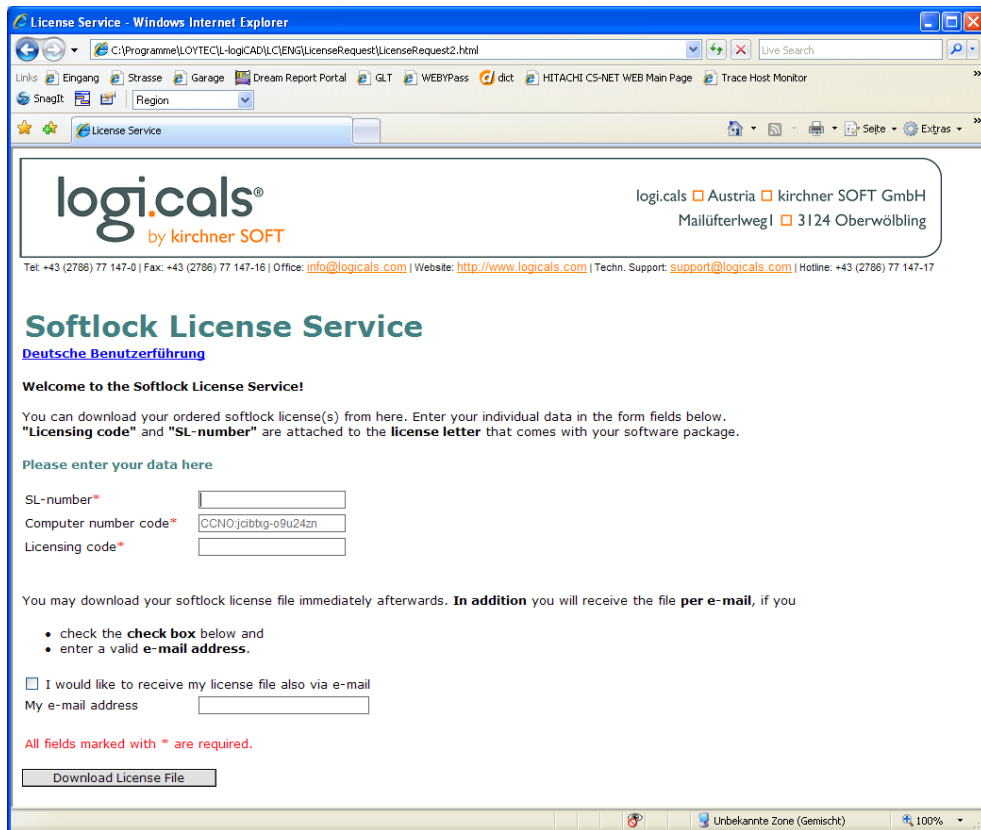 License Service - Windows Internet Explorer
C:\Programme\LOYTEC\L-logiCAD\LC\ENG\LicenseRequest\LicenseRequest2.html
Live Search
Links Eingang Strasse Garage Dream Report Portal GLT WEBYPass dict HITACHI CS-NET WEB Main Page Trace Host Monitor »
SnagIt Region
License Service Seite Extras »
logi.cals®
by kirchner SOFT
logi.cals Austria kirchner SOFT GmbH
Mailüfterlweg1 3124 Oberwölbling
Tel: +43 (2786) 77 147-0 | Fax: +43 (2786) 77 147-16 | Office: info@logicals.com | Website: http://www.logicals.com | Techn. Support: support@logicals.com | Hotline: +43 (2786) 77 147-17
Softlock License Service
Deutsche Benutzerführung
Welcome to the Softlock License Service!
You can download your ordered softlock license(s) from here. Enter your individual data in the form fields below.
"Licensing code" and "SL-number" are attached to the license letter that comes with your software package.
Please enter your data here
SL-number*
Computer number code* CCNO:jcibtxg-o9u24zn
Licensing code*
You may download your softlock license file immediately afterwards. In addition you will receive the file per e-mail, if you
• check the check box below and
• enter a valid e-mail address.
I would like to receive my license file also via e-mail
My e-mail address
All fields marked with * are required.
Download License File
Unbekannte Zone (Gemischt) 100%